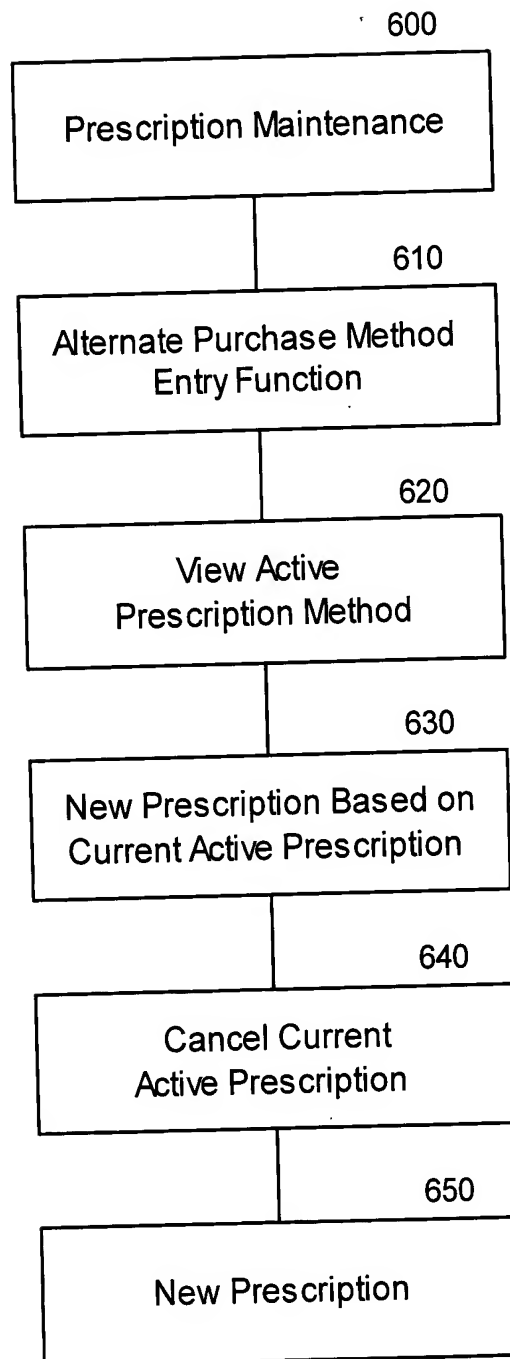 600
Prescription Maintenance
610
Alternate Purchase Method
Entry Function
620
View Active
Prescription Method
630
New Prescription Based on
Current Active Prescription
640
Cancel Current
Active Prescription
650
New Prescription